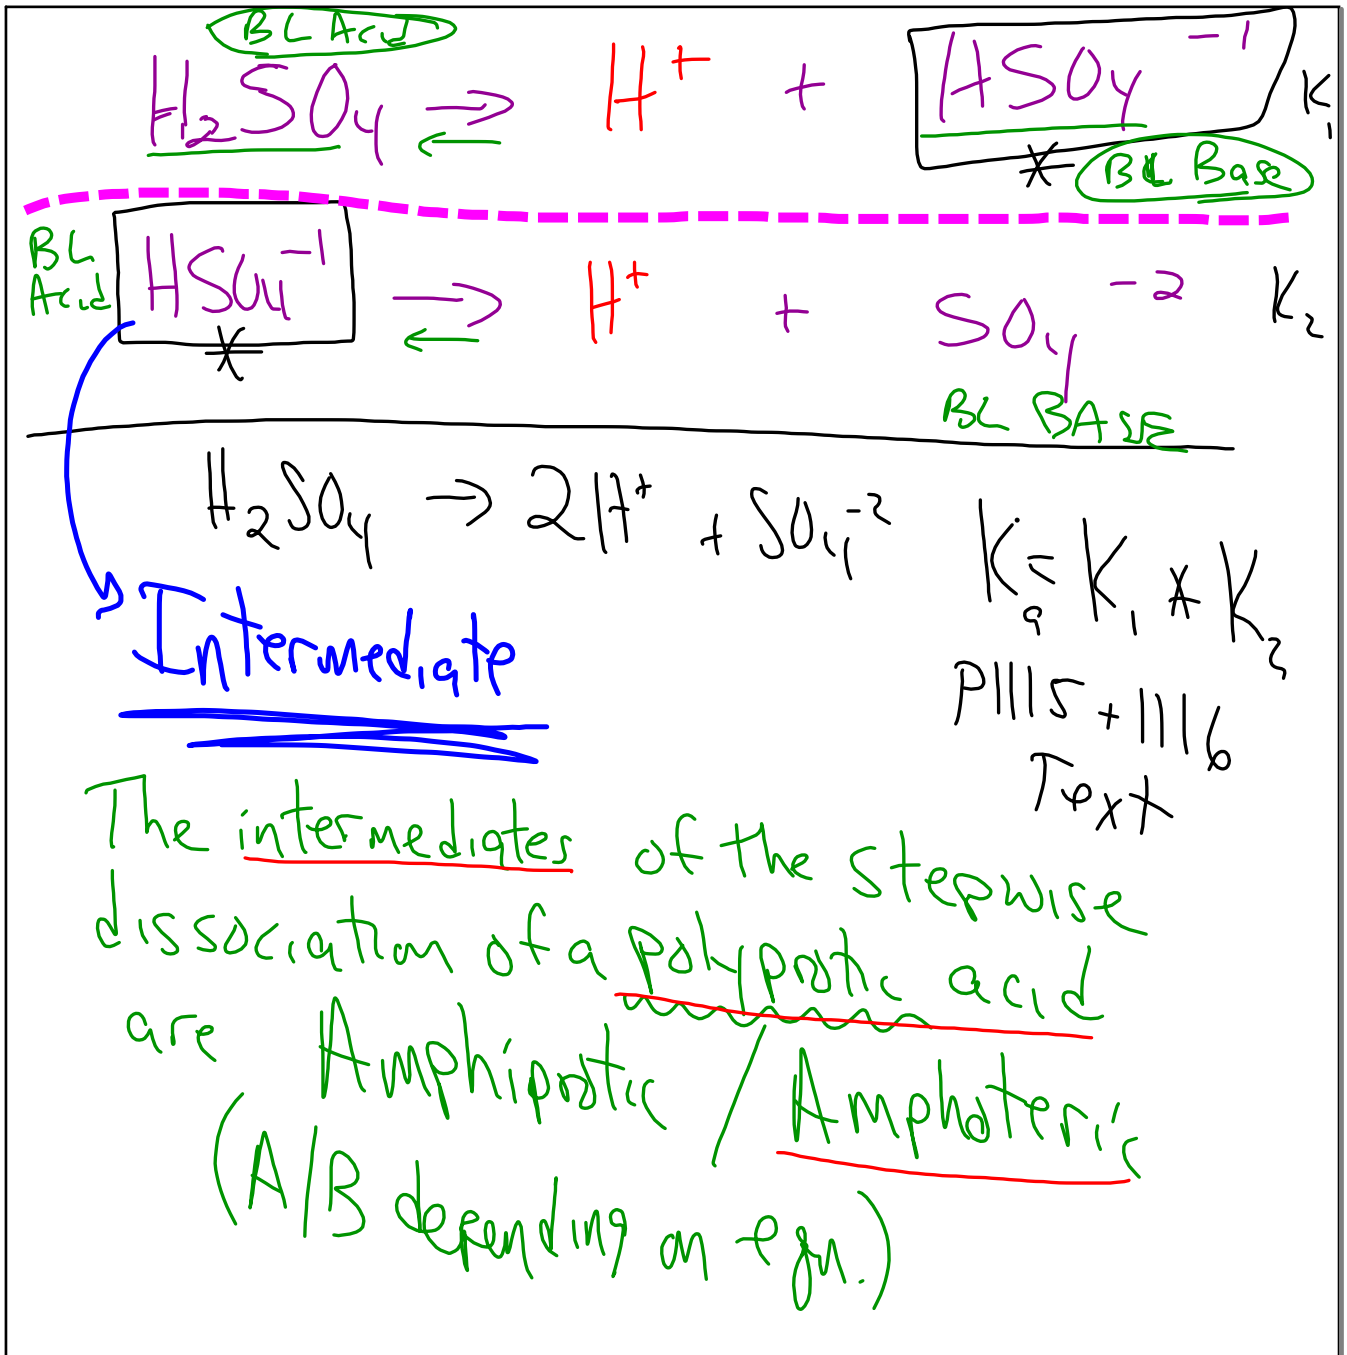 BL Acid
H₂SO₄ ⇌ H⁺ + HSO₄⁻¹ K₁
* BL Base
BL Acid HSO₄⁻¹ ⇌ H⁺ + SO₄⁻² K₂
* BL BASE
H₂SO₄ → 2H⁺ + SO₄⁻² Kₐ = K₁ * K₂
Intermediate
P1115 + 1116
Text
The intermediates of the stepwise
dissociation of a polyprotic acid
are Amphiprotic / Amphoteric
(A/B depending on eqn.)